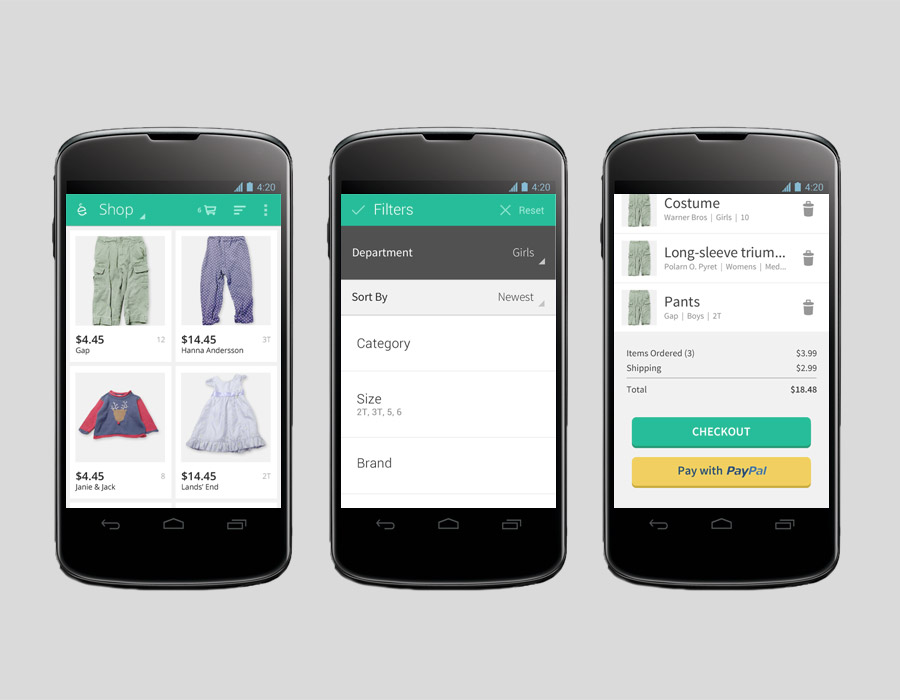 4:20
é Shop
6
$4.45 12
Gap
$14.45 3T
Hanna Andersson
$4.45 8
Janie & Jack
$14.45 2T
Lands' End
4:20
Filters Reset
Department Girls
Sort By Newest
Category
Size
2T, 3T, 5, 6
Brand
4:20
Costume
Warner Bros | Girls | 10
Long-sleeve trium...
Polarn O. Pyret | Womens | Med...
Pants
Gap | Boys | 2T
Items Ordered (3) $3.99
Shipping $2.99
Total $18.48
CHECKOUT
Pay with PayPal